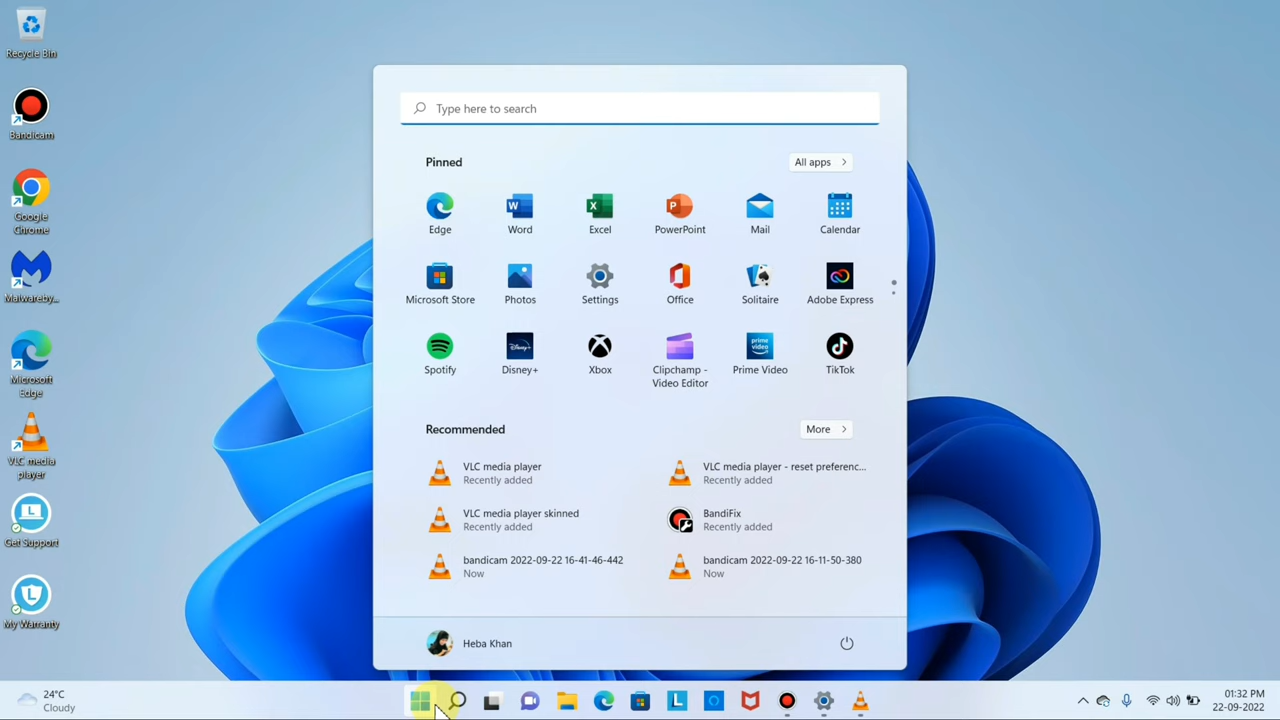 Recycle Bin
Bandicam
Google
Chrome
Malwareby...
Microsoft
Edge
VLC media
player
Get Support
My Warranty
Type here to search
Pinned
All apps
Edge
Word
Excel
PowerPoint
Mail
Calendar
Microsoft Store
Photos
Settings
Office
Solitaire
Adobe Express
Spotify
Disney+
Xbox
Clipchamp -
Video Editor
Prime Video
TikTok
Recommended
More
VLC media player
Recently added
VLC media player - reset preferenc...
Recently added
VLC media player skinned
Recently added
BandiFix
Recently added
bandicam 2022-09-22 16-41-46-442
Now
bandicam 2022-09-22 16-11-50-380
Now
Heba Khan
24°C
Cloudy
01:32 PM
22-09-2022